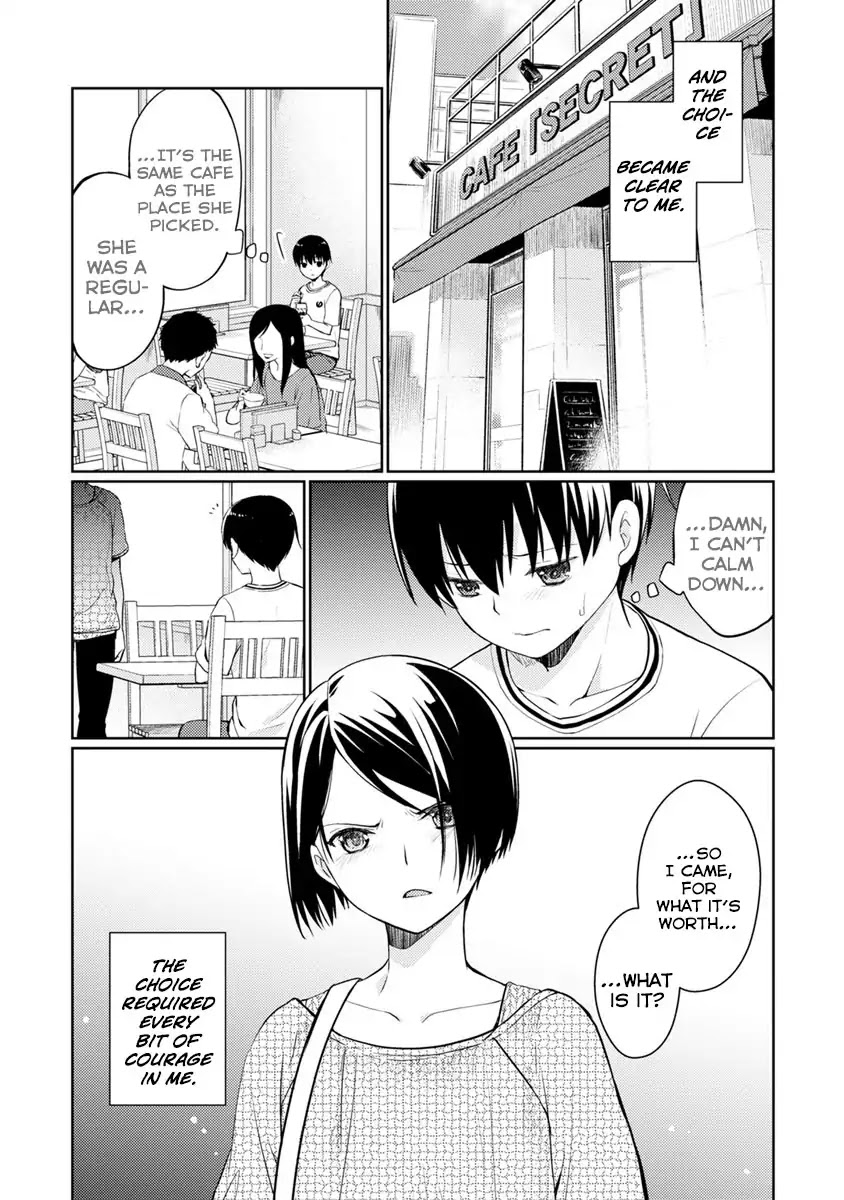 AND
THE
CHOI-
CE
BECAME
CLEAR
TO ME.
CAFE「SECRET」
...IT'S THE
SAME CAFE
AS THE
PLACE SHE
PICKED.
SHE
WAS A
REGU-
LAR...
...DAMN,
I CAN'T
CALM
DOWN...
...SO
I CAME,
FOR
WHAT IT'S
WORTH...
...WHAT
IS IT?
THE
CHOICE
REQUIRED
EVERY
BIT OF
COURAGE
IN ME.